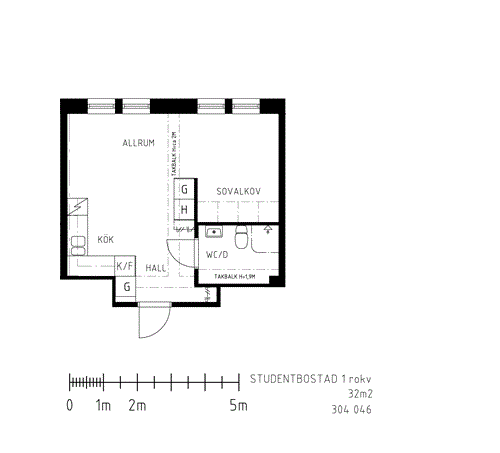 ALLRUM
TAKBALK H=ca 2M
G
SOVALKOV
H
KÖK
WC/D
K/F
HALL
TAKBALK H=1,9M
G
STUDENTBOSTAD 1 rokv
32m2
304 046
0 1m 2m 5m